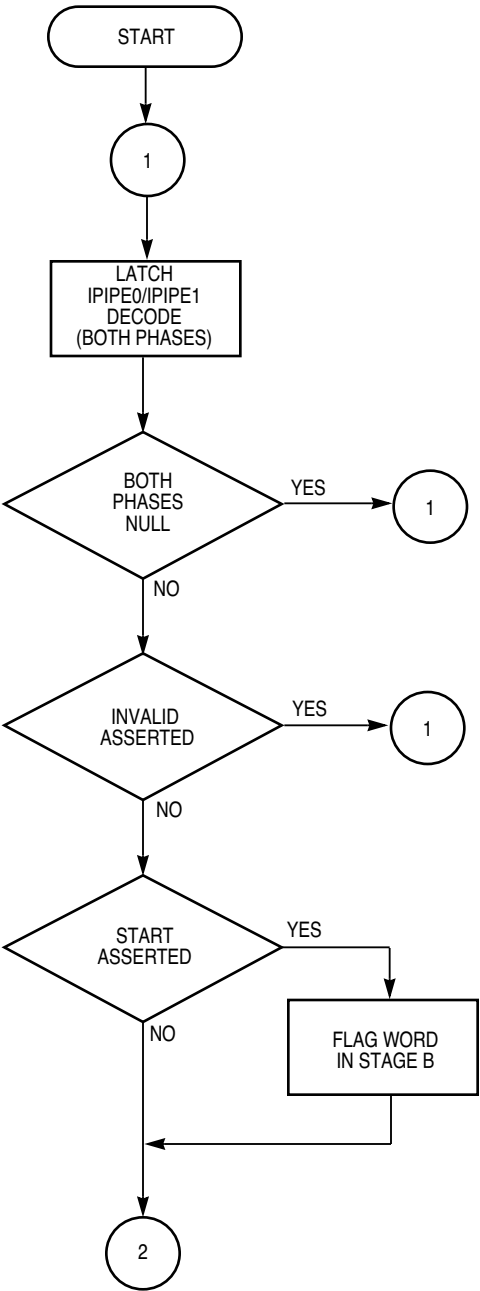 START
1
LATCH
IPIPE0/IPIPE1
DECODE
(BOTH PHASES)
BOTH
PHASES
NULL
YES
1
NO
INVALID
ASSERTED
YES
1
NO
START
ASSERTED
YES
NO
FLAG WORD
IN STAGE B
2